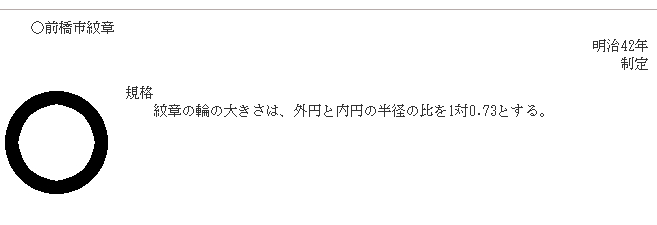 ○前橋市紋章
明治42年
制定
規格
紋章の輪の大きさは、外円と内円の半径の比を1対0.73とする。